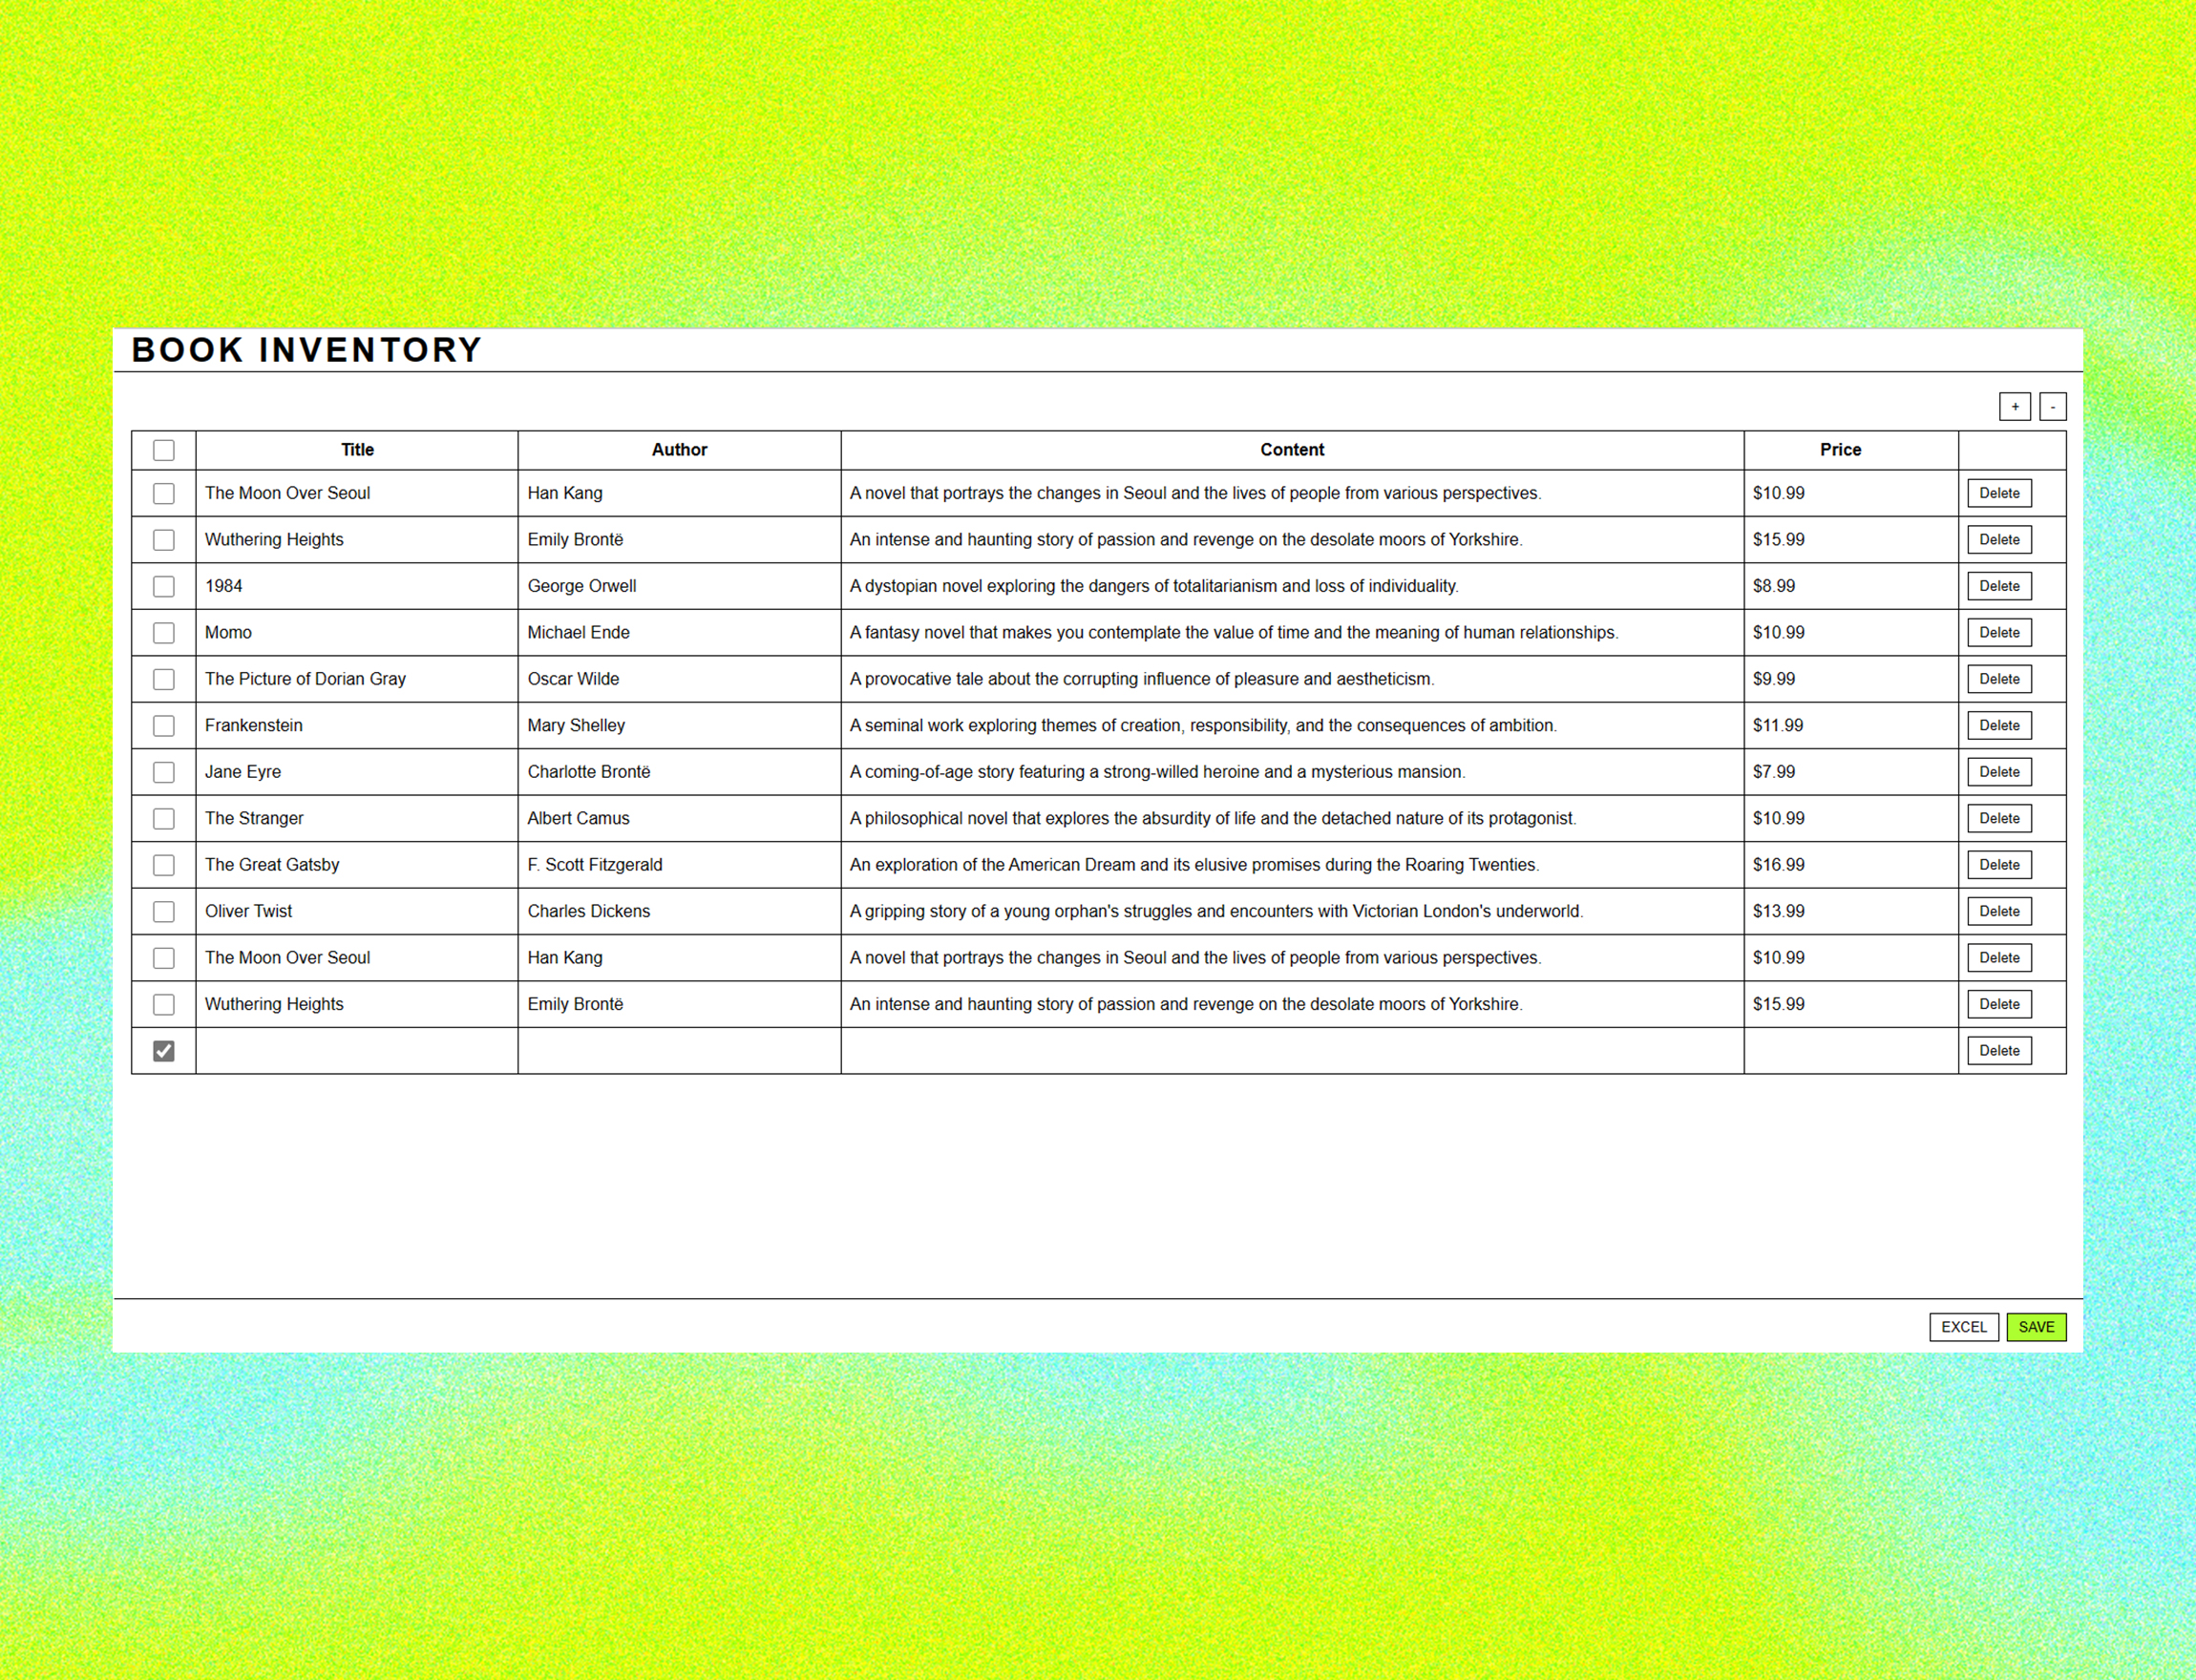 BOOK INVENTORY
+ -
Title Author Content Price
The Moon Over Seoul Han Kang A novel that portrays the changes in Seoul and the lives of people from various perspectives. $10.99 Delete
Wuthering Heights Emily Brontë An intense and haunting story of passion and revenge on the desolate moors of Yorkshire. $15.99 Delete
1984 George Orwell A dystopian novel exploring the dangers of totalitarianism and loss of individuality. $8.99 Delete
Momo Michael Ende A fantasy novel that makes you contemplate the value of time and the meaning of human relationships. $10.99 Delete
The Picture of Dorian Gray Oscar Wilde A provocative tale about the corrupting influence of pleasure and aestheticism. $9.99 Delete
Frankenstein Mary Shelley A seminal work exploring themes of creation, responsibility, and the consequences of ambition. $11.99 Delete
Jane Eyre Charlotte Brontë A coming-of-age story featuring a strong-willed heroine and a mysterious mansion. $7.99 Delete
The Stranger Albert Camus A philosophical novel that explores the absurdity of life and the detached nature of its protagonist. $10.99 Delete
The Great Gatsby F. Scott Fitzgerald An exploration of the American Dream and its elusive promises during the Roaring Twenties. $16.99 Delete
Oliver Twist Charles Dickens A gripping story of a young orphan's struggles and encounters with Victorian London's underworld. $13.99 Delete
The Moon Over Seoul Han Kang A novel that portrays the changes in Seoul and the lives of people from various perspectives. $10.99 Delete
Wuthering Heights Emily Brontë An intense and haunting story of passion and revenge on the desolate moors of Yorkshire. $15.99 Delete
Delete
EXCEL SAVE